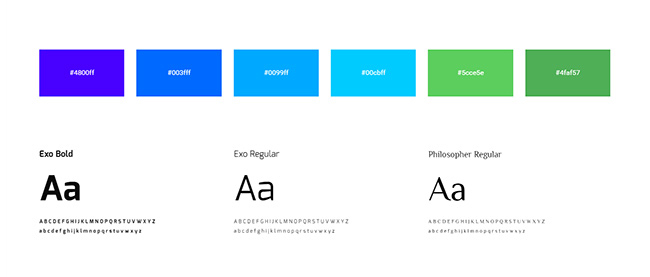 #4800ff
#003fff
#0099ff
#00cbff
#5cce5e
#4faf57
Exo Bold
Aa
ABCDEFGHIJKLMNOPQRSTUVWXYZ
abcdefghijklmnopqrstuvwxyz
Exo Regular
Aa
ABCDEFGHIJKLMNOPQRSTUVWXYZ
abcdefghijklmnopqrstuvwxyz
Philosopher Regular
Aa
ABCDEFGHIJKLMNOPQRSTUVWXYZ
abcdefghijklmnopqrstuvwxyz